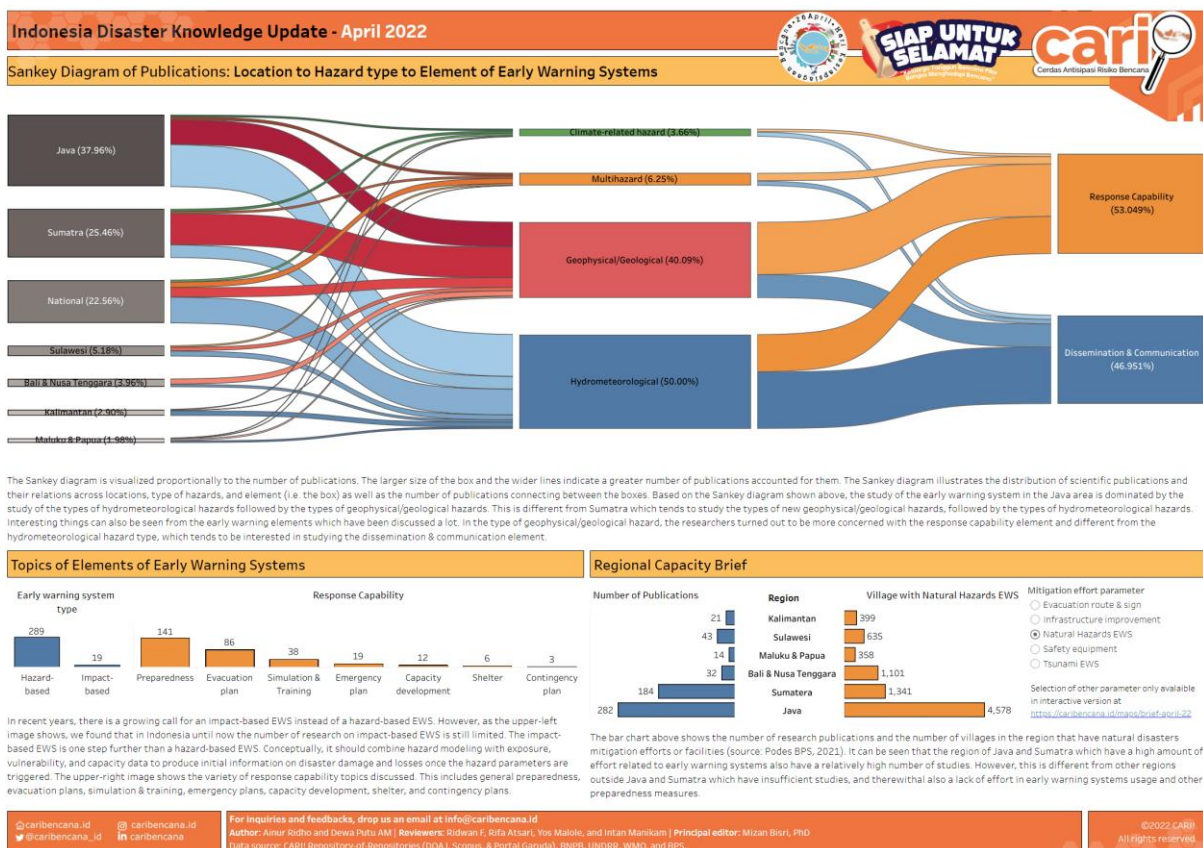 Indonesia Disaster Knowledge Update - April 2022
SIAP UNTUK
SELAMAT
cari!
Cerdas Antisipasi Risiko Bencana
Sankey Diagram of Publications: Location to Hazard type to Element of Early Warning Systems
Java (37.96%)
Sumatra (25.46%)
National (22.56%)
Sulawesi (5.18%)
Bali & Nusa Tenggara (3.96%)
Kalimantan (2.90%)
Maluku & Papua (1.98%)
Climate-related hazard (3.66%)
Multihazard (6.25%)
Geophysical/Geological (40.09%)
Hydrometeorological (50.00%)
Response Capability
(53.049%)
Dissemination & Communication
(46.951%)
The Sankey diagram is visualized proportionally to the number of publications. The larger size of the box and the wider lines indicate a greater number of publications accounted for them. The Sankey diagram illustrates the distribution of scientific publications and
their relations across locations, type of hazards, and element (i.e. the box) as well as the number of publications connecting between the boxes. Based on the Sankey diagram shown above, the study of the early warning system in the Java area is dominated by the
study of the types of hydrometeorological hazards followed by the types of geophysical/geological hazards. This is different from Sumatra which tends to study the types of new geophysical/geological hazards, followed by the types of hydrometeorological hazards.
Interesting things can also be seen from the early warning elements which have been discussed a lot. In the type of geophysical/geological hazard, the researchers turned out to be more concerned with the response capability element and different from the
hydrometeorological hazard type, which tends to be interested in studying the dissemination & communication element.
Topics of Elements of Early Warning Systems
Early warning system
type
289
19
Hazard-
based
Impact-
based
Response Capability
141
86
38
19
12
6
3
Preparedness
Evacuation
plan
Simulation &
Training
Emergency
plan
Capacity
development
Shelter
Contingency
plan
In recent years, there is a growing call for an impact-based EWS instead of a hazard-based EWS. However, as the upper-left
image shows, we found that in Indonesia until now the number of research on impact-based EWS is still limited. The impact-
based EWS is one step further than a hazard-based EWS. Conceptually, it should combine hazard modeling with exposure,
vulnerability, and capacity data to produce initial information on disaster damage and losses once the hazard parameters are
triggered. The upper-right image shows the variety of response capability topics discussed. This includes general preparedness,
evacuation plans, simulation & training, emergency plans, capacity development, shelter, and contingency plans.
Regional Capacity Brief
Number of Publications Region Village with Natural Hazards EWS
21 Kalimantan 399
43 Sulawesi 635
14 Maluku & Papua 358
32 Bali & Nusa Tenggara 1,101
184 Sumatera 1,341
282 Java 4,578
Mitigation effort parameter
Evacuation route & sign
Infrastructure improvement
Natural Hazards EWS
Safety equipment
Tsunami EWS
Selection of other parameter only avalaible
in interactive version at
https://caribencana.id/maps/brief-april-22
The bar chart above shows the number of research publications and the number of villages in the region that have natural disasters
mitigation efforts or facilities (source: Podes BPS, 2021). It can be seen that the region of Java and Sumatra which have a high amount of
effort related to early warning systems also have a relatively high number of studies. However, this is different from other regions
outside Java and Sumatra which have insufficient studies, and therewithal also a lack of effort in early warning systems usage and other
preparedness measures.
caribencana.id caribencana.id
@caribencana_id caribencana
For inquiries and feedbacks, drop us an email at info@caribencana.id
Author: Ainur Ridho and Dewa Putu AM | Reviewers: Ridwan F, Rifa Atsari, Yos Malole, and Intan Manikam | Principal editor: Mizan Bisri, PhD
Data source: CARI! Repository-of-Repositories (DOAJ, Scopus, & Portal Garuda), BNPB, UNDRR, WMO, and BPS
©2022 CARI!
All rights reserved